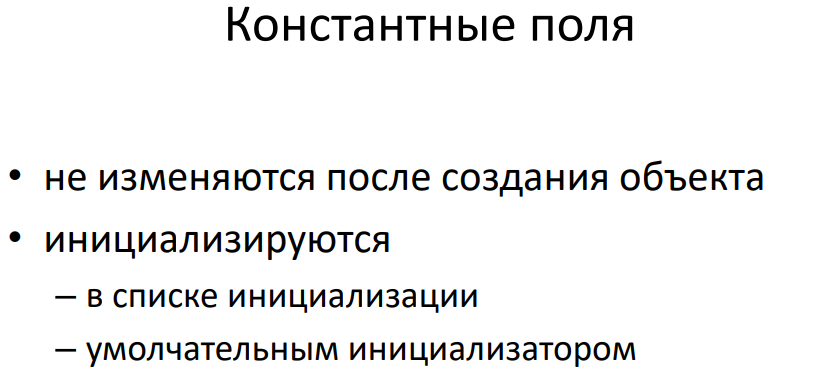 Константные поля
• не изменяются после создания объекта
• инициализируются
– в списке инициализации
– умолчательным инициализатором